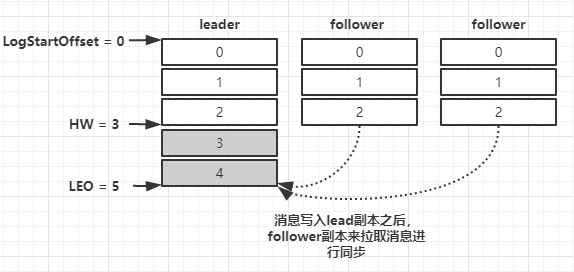 leader follower follower
LogStartOffset = 0
0 0 0
1 1 1
2 2 2
HW = 3
3
4
LEO = 5
消息写入lead副本之后，
follower副本来拉取消息进
行同步